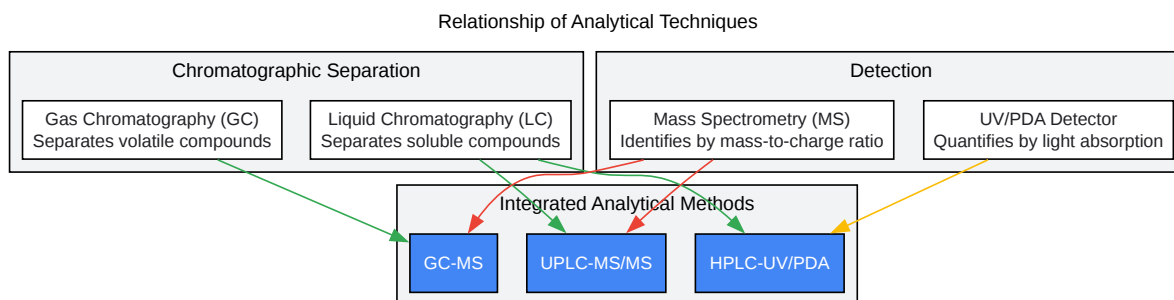 Relationship of Analytical Techniques
Chromatographic Separation
Detection
Gas Chromatography (GC)
Separates volatile compounds
Liquid Chromatography (LC)
Separates soluble compounds
Mass Spectrometry (MS)
Identifies by mass-to-charge ratio
UV/PDA Detector
Quantifies by light absorption
Integrated Analytical Methods
GC-MS
UPLC-MS/MS
HPLC-UV/PDA